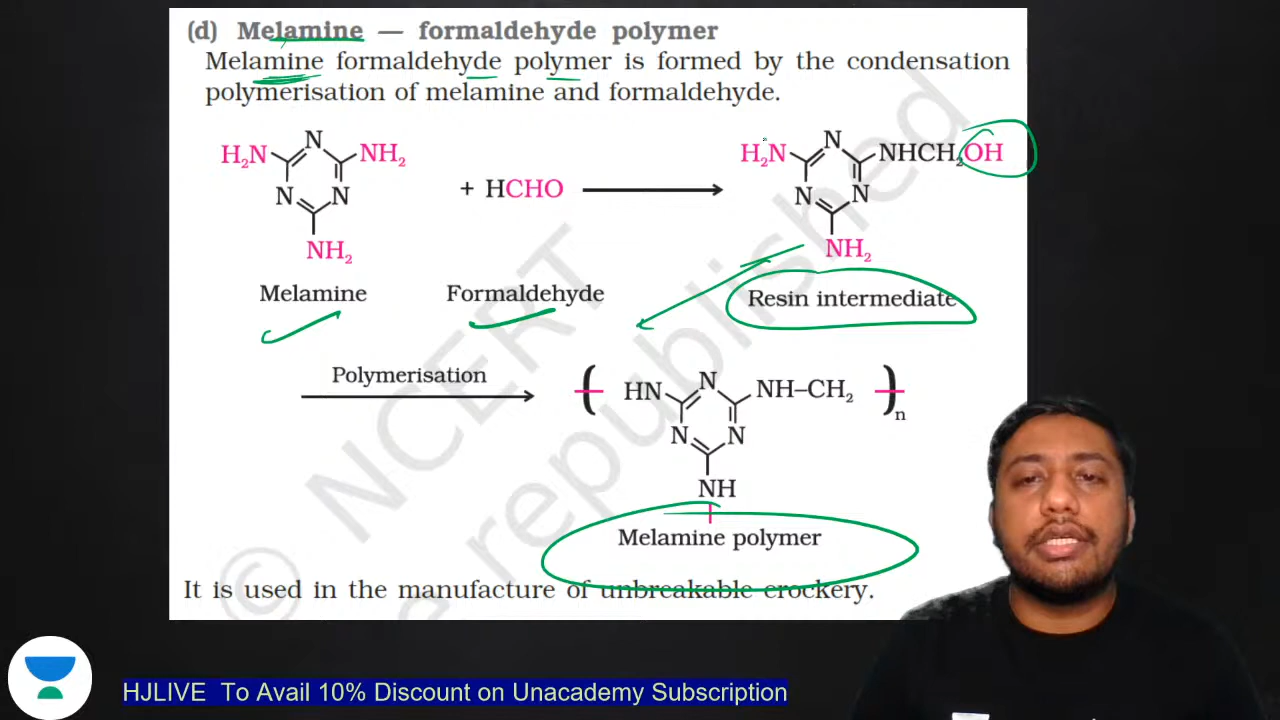 (d) Melamine — formaldehyde polymer
Melamine formaldehyde polymer is formed by the condensation
polymerisation of melamine and formaldehyde.
H₂N N NH₂
N N
NH₂
+ HCHO
H₂N N NHCH₂OH
N N
NH₂
Melamine Formaldehyde Resin intermediate
Polymerisation
( HN N NH–CH₂ )n
N N
NH
Melamine polymer
It is used in the manufacture of unbreakable crockery.
© NCERT
e republished
HJLIVE To Avail 10% Discount on Unacademy Subscription